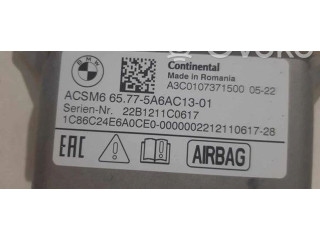 BMW
Continental
Made in Romania
A3C0107371500 05-22
ACSM6 65.77-5A6AC13-01
Serien-Nr. 22B1211C0617
1C86C24E6A0CE0-0000002212110617-28
EAC
AIRBAG